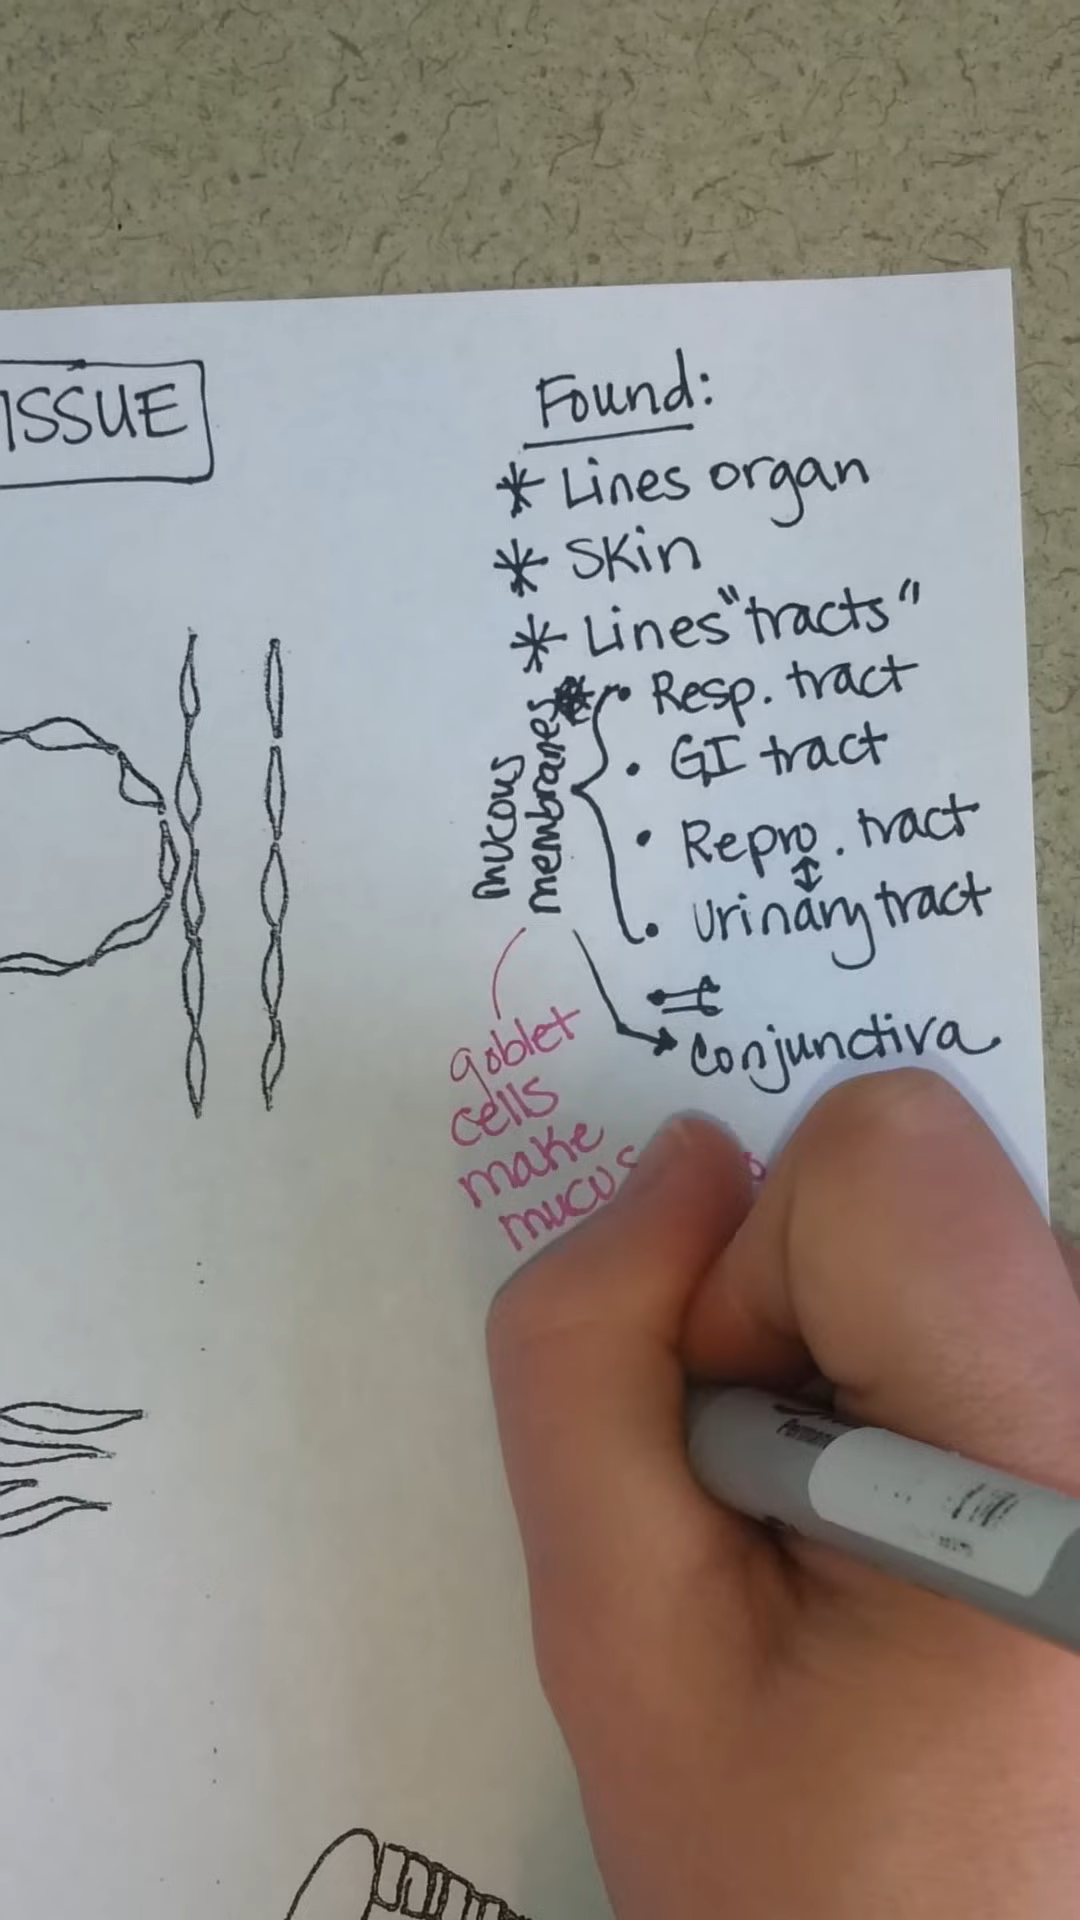 ISSUE
Found:
* Lines organ
* Skin
* Lines "tracts"
• Resp. tract
• GI tract
• Repro. tract
• Urinary tract
mucous
membranes
Conjunctiva
goblet
cells
make
mucus